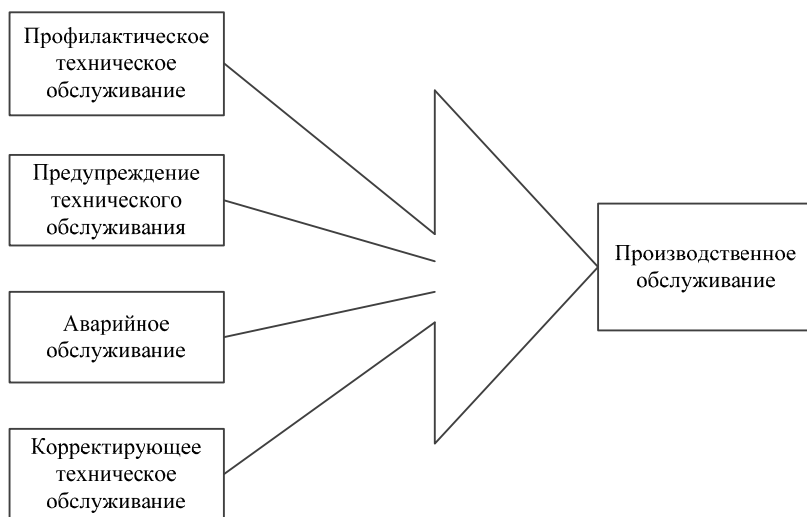 Профилактическое
техническое
обслуживание
Предупреждение
технического
обслуживания
Аварийное
обслуживание
Корректирующее
техническое
обслуживание
Производственное
обслуживание